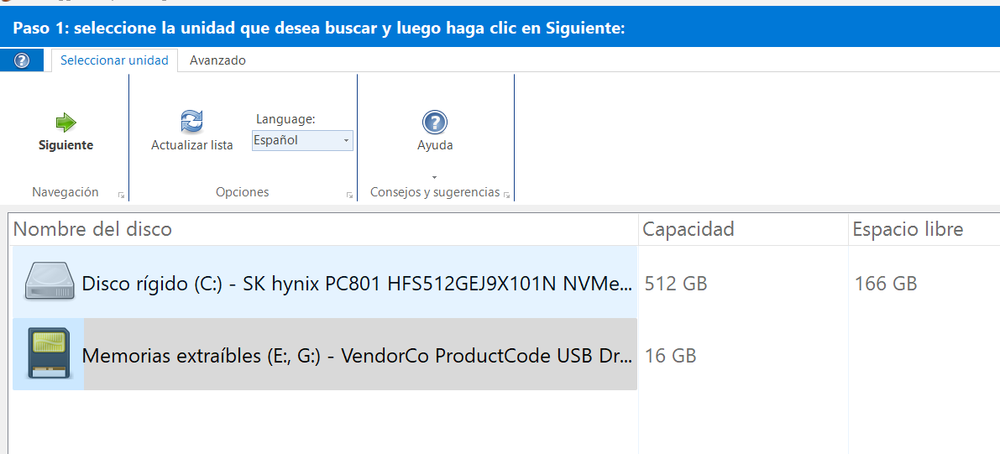 Paso 1: seleccione la unidad que desea buscar y luego haga clic en Siguiente:
Seleccionar unidad Avanzado
Siguiente
Actualizar lista
Language:
Español
Ayuda
Navegación Opciones Consejos y sugerencias
Nombre del disco Capacidad Espacio libre
Disco rígido (C:) - SK hynix PC801 HFS512GEJ9X101N NVMe... 512 GB 166 GB
Memorias extraíbles (E:, G:) - VendorCo ProductCode USB Dr... 16 GB